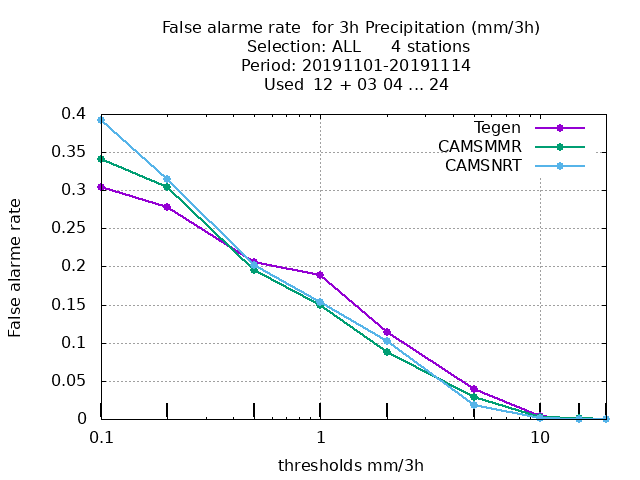 False alarme rate  for 3h Precipitation (mm/3h)
Selection: ALL      4 stations
Period: 20191101-20191114
Used  12 + 03 04 ... 24
Tegen
CAMSMMR
CAMSNRT
0.4
0.35
0.3
0.25
0.2
0.15
0.1
0.05
0
False alarme rate
0.1 1 10
thresholds mm/3h